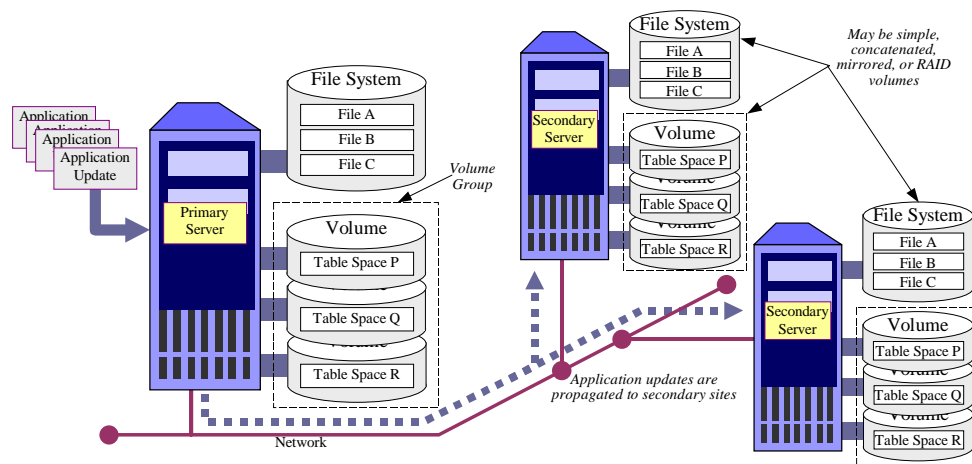 File System
File A
File B
File C
Application
Application
Application
Application
Update
Primary
Server
Volume
Group
Volume
Table Space P
Volume
Table Space Q
Volume
Table Space R
Network
File System
File A
File B
File C
Secondary
Server
Volume
Table Space P
Volume
Table Space Q
Volume
Table Space R
May be simple,
concatenated,
mirrored, or RAID
volumes
File System
File A
File B
File C
Secondary
Server
Volume
Table Space P
Volume
Table Space Q
Volume
Table Space R
Application updates are
propagated to secondary sites